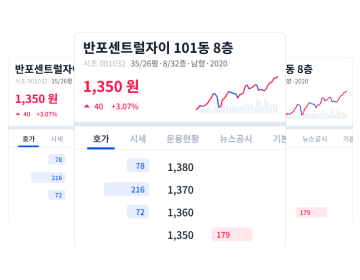 반포센트럴자이 101동 8층
서초 001032 35/26평·8/32층·남향·2020
1,350 원
▲ 40 +3.07%
호가 시세 운용현황 뉴스공시 기본
78 1,380
216 1,370
72 1,360
1,350 179
반포센트럴자이
서초 001032 35/26평
1,350 원
▲ 40 +3.07%
호가 시세
78
216
72
동 8층
남향·2020
뉴스공시 기본
179